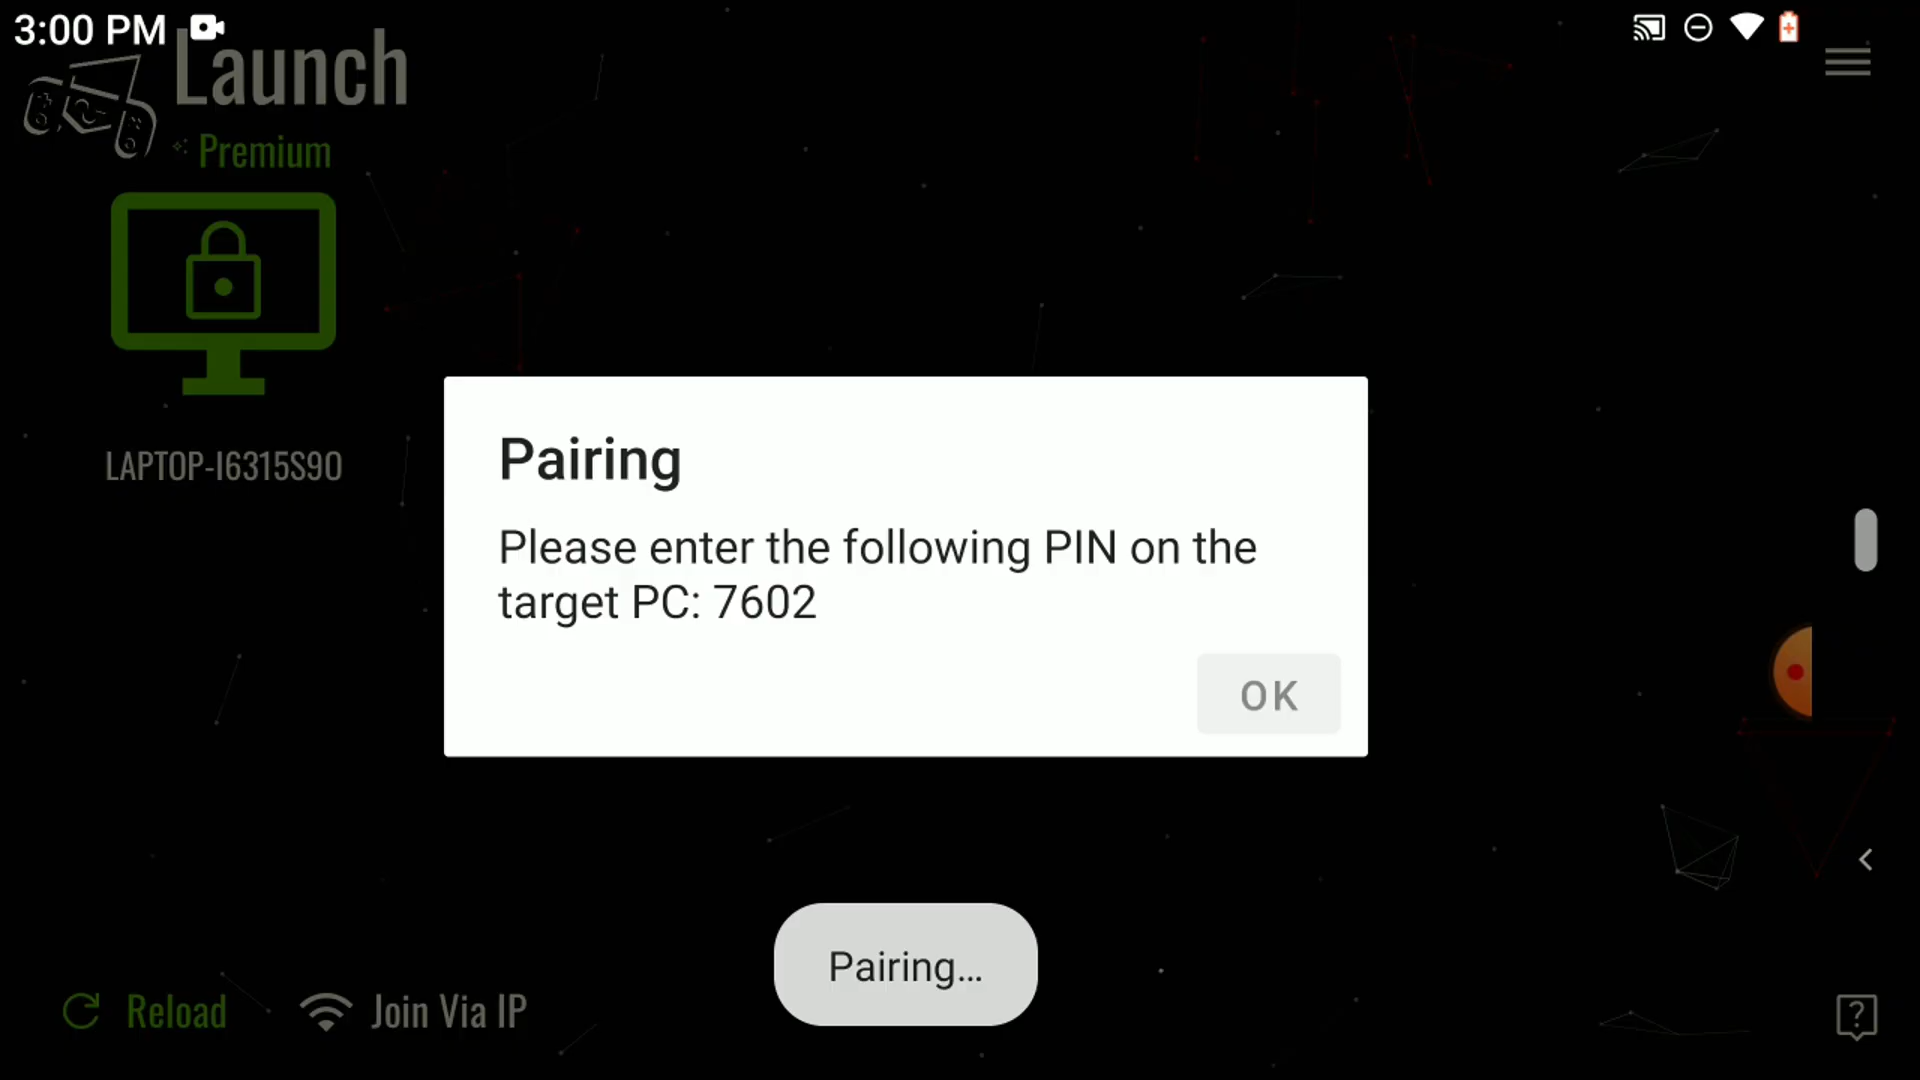 3:00 PM
Launch
Premium
LAPTOP-I6315S9O
Pairing
Please enter the following PIN on the
target PC: 7602
OK
Pairing...
Reload
Join Via IP